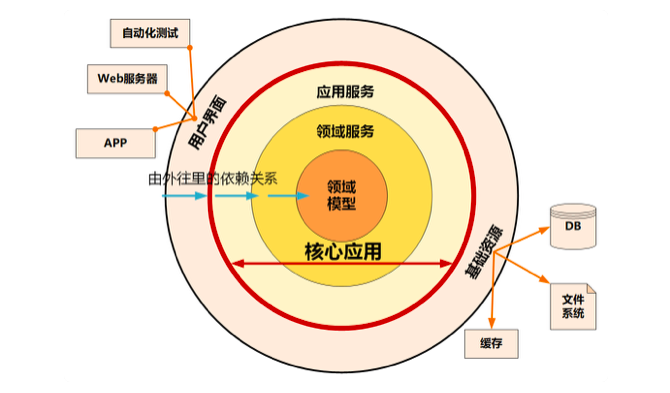 自动化测试
Web服务器
APP
用户界面
应用服务
领域服务
由外往里的依赖关系
领域
模型
核心应用
基础资源
DB
文件
系统
缓存